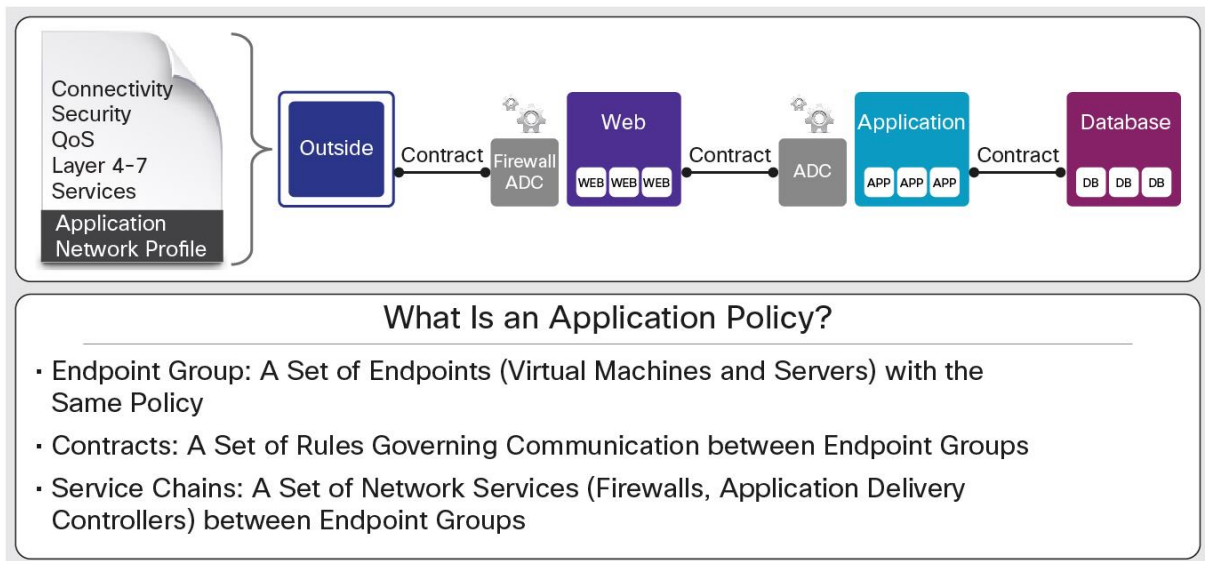 Connectivity
Security
QoS
Layer 4-7
Services
Application
Network Profile
Outside
Contract
Firewall
ADC
Web
WEB WEB WEB
Contract
ADC
Application
APP APP APP
Contract
Database
DB DB DB
What Is an Application Policy?
· Endpoint Group: A Set of Endpoints (Virtual Machines and Servers) with the
Same Policy
· Contracts: A Set of Rules Governing Communication between Endpoint Groups
· Service Chains: A Set of Network Services (Firewalls, Application Delivery
Controllers) between Endpoint Groups